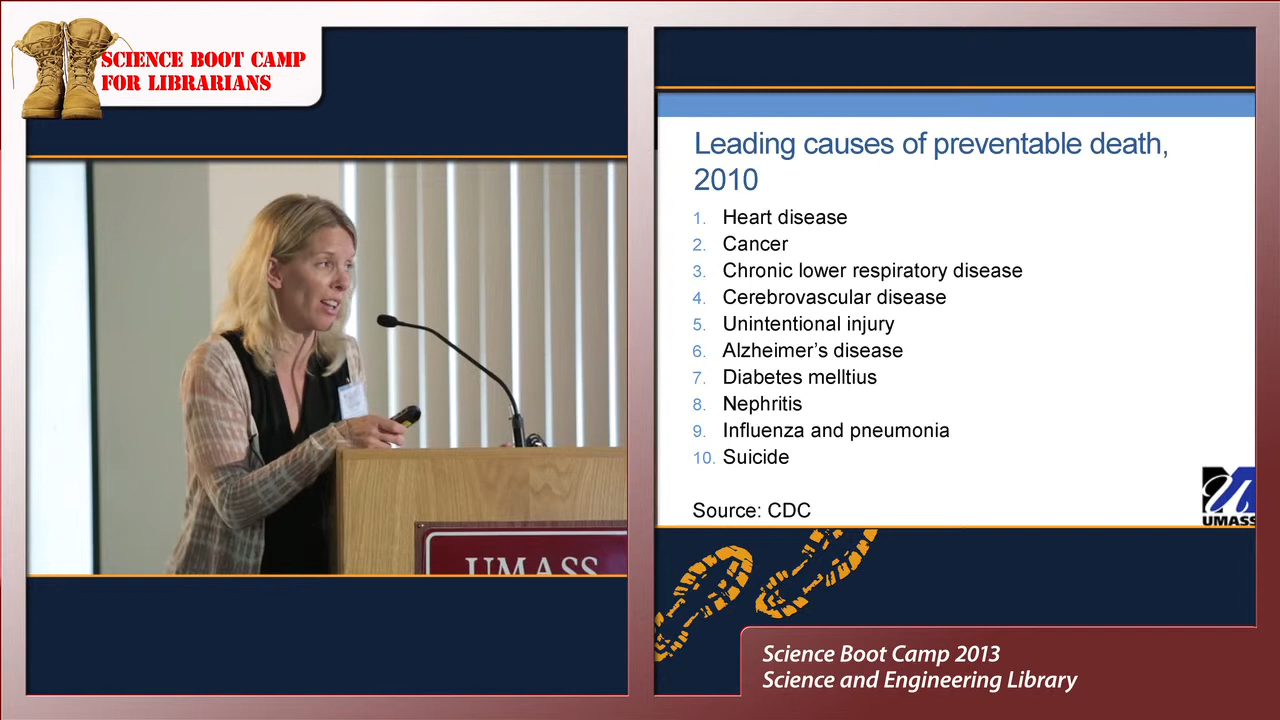 SCIENCE BOOT CAMP
FOR LIBRARIANS
UMASS
Leading causes of preventable death,
2010
1. Heart disease
2. Cancer
3. Chronic lower respiratory disease
4. Cerebrovascular disease
5. Unintentional injury
6. Alzheimer’s disease
7. Diabetes melltius
8. Nephritis
9. Influenza and pneumonia
10. Suicide
Source: CDC
UMASS
Science Boot Camp 2013
Science and Engineering Library